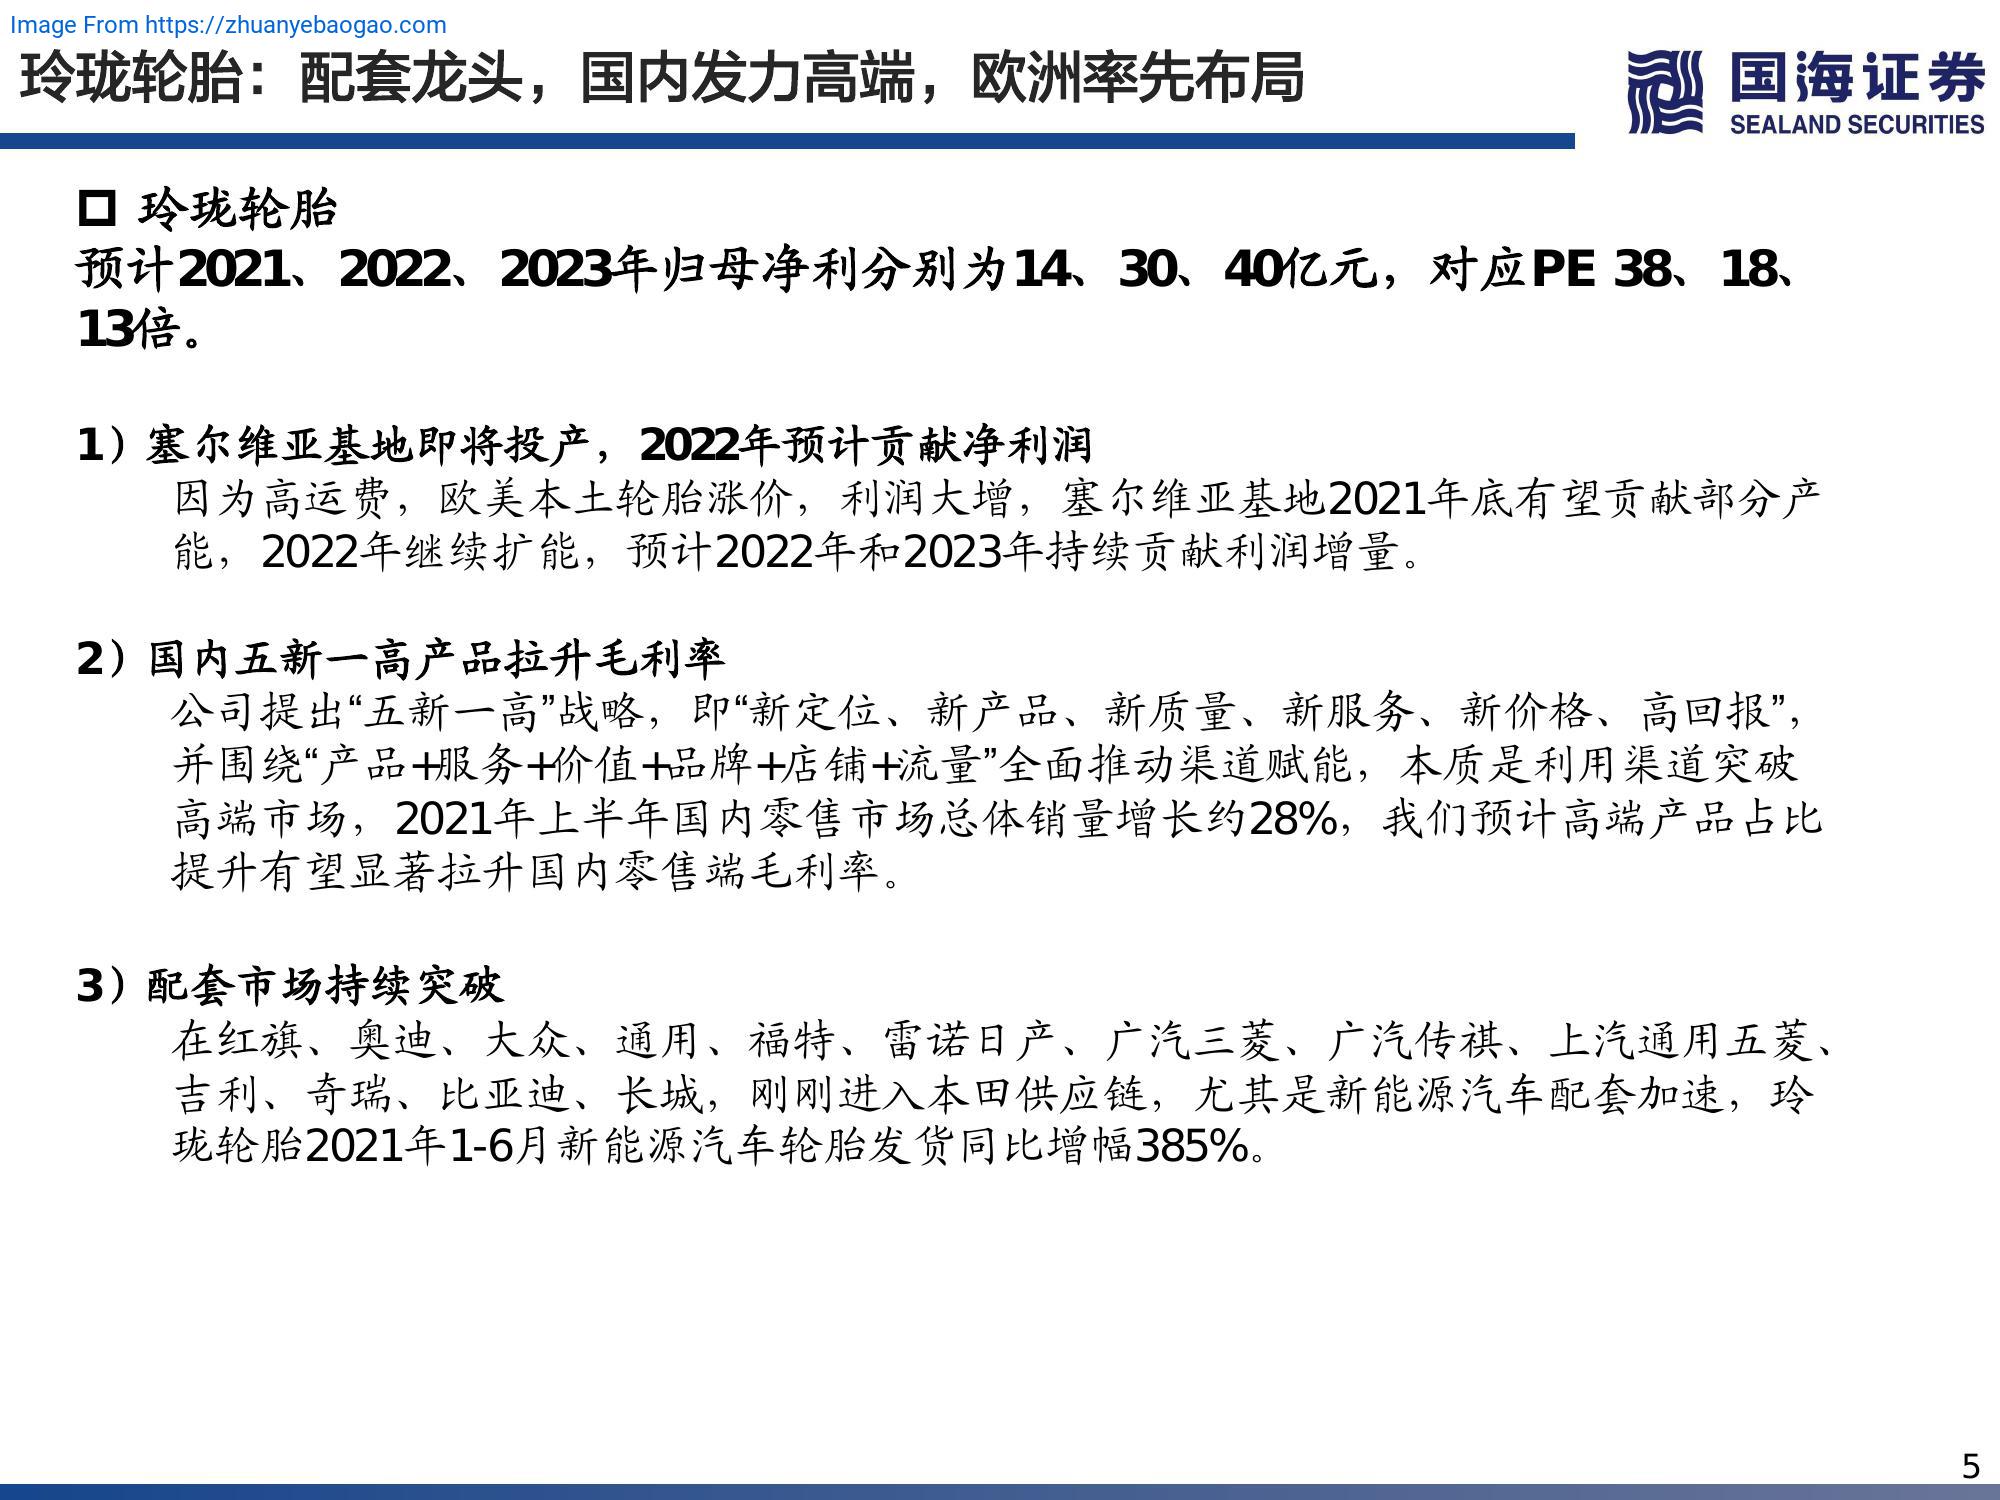 Image From https://zhuanyebaogao.com
玲珑轮胎：配套龙头，国内发力高端，欧洲率先布局
国海证券
SEALAND SECURITIES
玲珑轮胎
预计2021、2022、2023年归母净利分别为14、30、40亿元，对应PE 38、18、
13倍。
1）塞尔维亚基地即将投产，2022年预计贡献净利润
因为高运费，欧美本土轮胎涨价，利润大增，塞尔维亚基地2021年底有望贡献部分产
能，2022年继续扩能，预计2022年和2023年持续贡献利润增量。
2）国内五新一高产品拉升毛利率
公司提出“五新一高”战略，即“新定位、新产品、新质量、新服务、新价格、高回报”，
并围绕“产品+服务+价值+品牌+店铺+流量”全面推动渠道赋能，本质是利用渠道突破
高端市场，2021年上半年国内零售市场总体销量增长约28%，我们预计高端产品占比
提升有望显著拉升国内零售端毛利率。
3）配套市场持续突破
在红旗、奥迪、大众、通用、福特、雷诺日产、广汽三菱、广汽传祺、上汽通用五菱、
吉利、奇瑞、比亚迪、长城，刚刚进入本田供应链，尤其是新能源汽车配套加速，玲
珑轮胎2021年1-6月新能源汽车轮胎发货同比增幅385%。
5